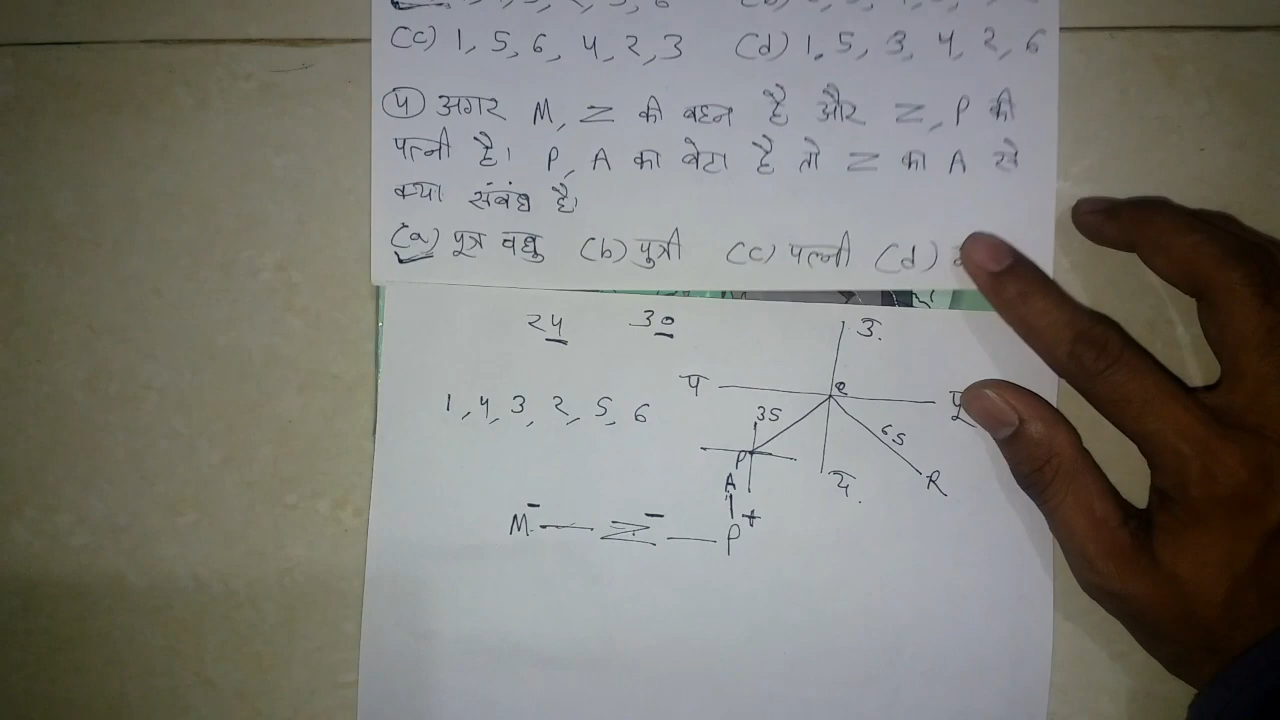 (c) 1, 5, 6, 4, 2, 3 (d) 1, 5, 3, 4, 2, 6
(4) अगर M, Z की बहन है और Z, P की
पत्नी है। P, A का बेटा है तो Z का A से
क्या संबंध है।
(a) पूत्र वधु (b) पुत्री (c) पत्नी (d)
24 30
उ.
प Q पू
1, 4, 3, 2, 5, 6
35 65
P
द. R
A
M⁻ — Z⁻ — P⁺